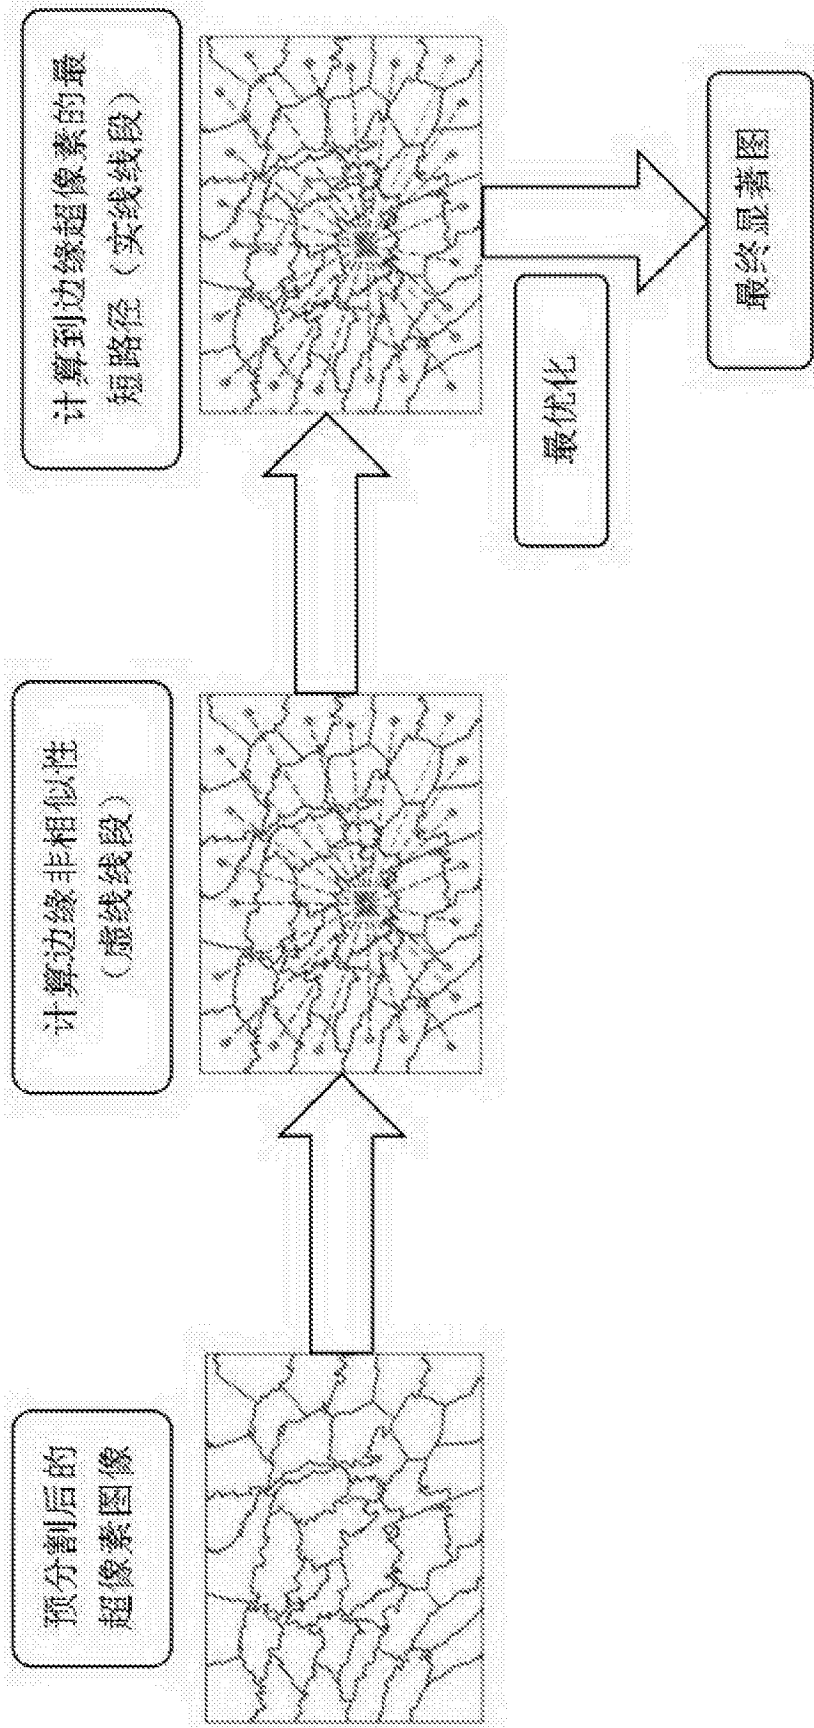 预分割后的
超像素图像
计算边缘非相似性
（虚线线段）
计算到边缘超像素的最
短路径（实线线段）
最优化
最终显著图